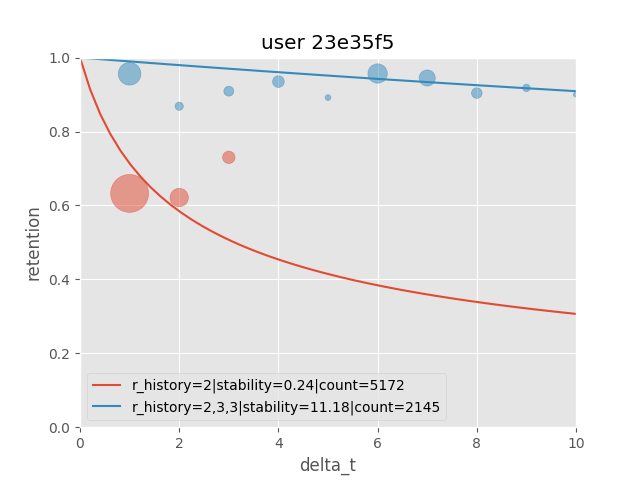 user 23e35f5
1.0
0.8
0.6
0.4
0.2
0.0
retention
r_history=2|stability=0.24|count=5172
r_history=2,3,3|stability=11.18|count=2145
0 2 4 6 8 10
delta_t